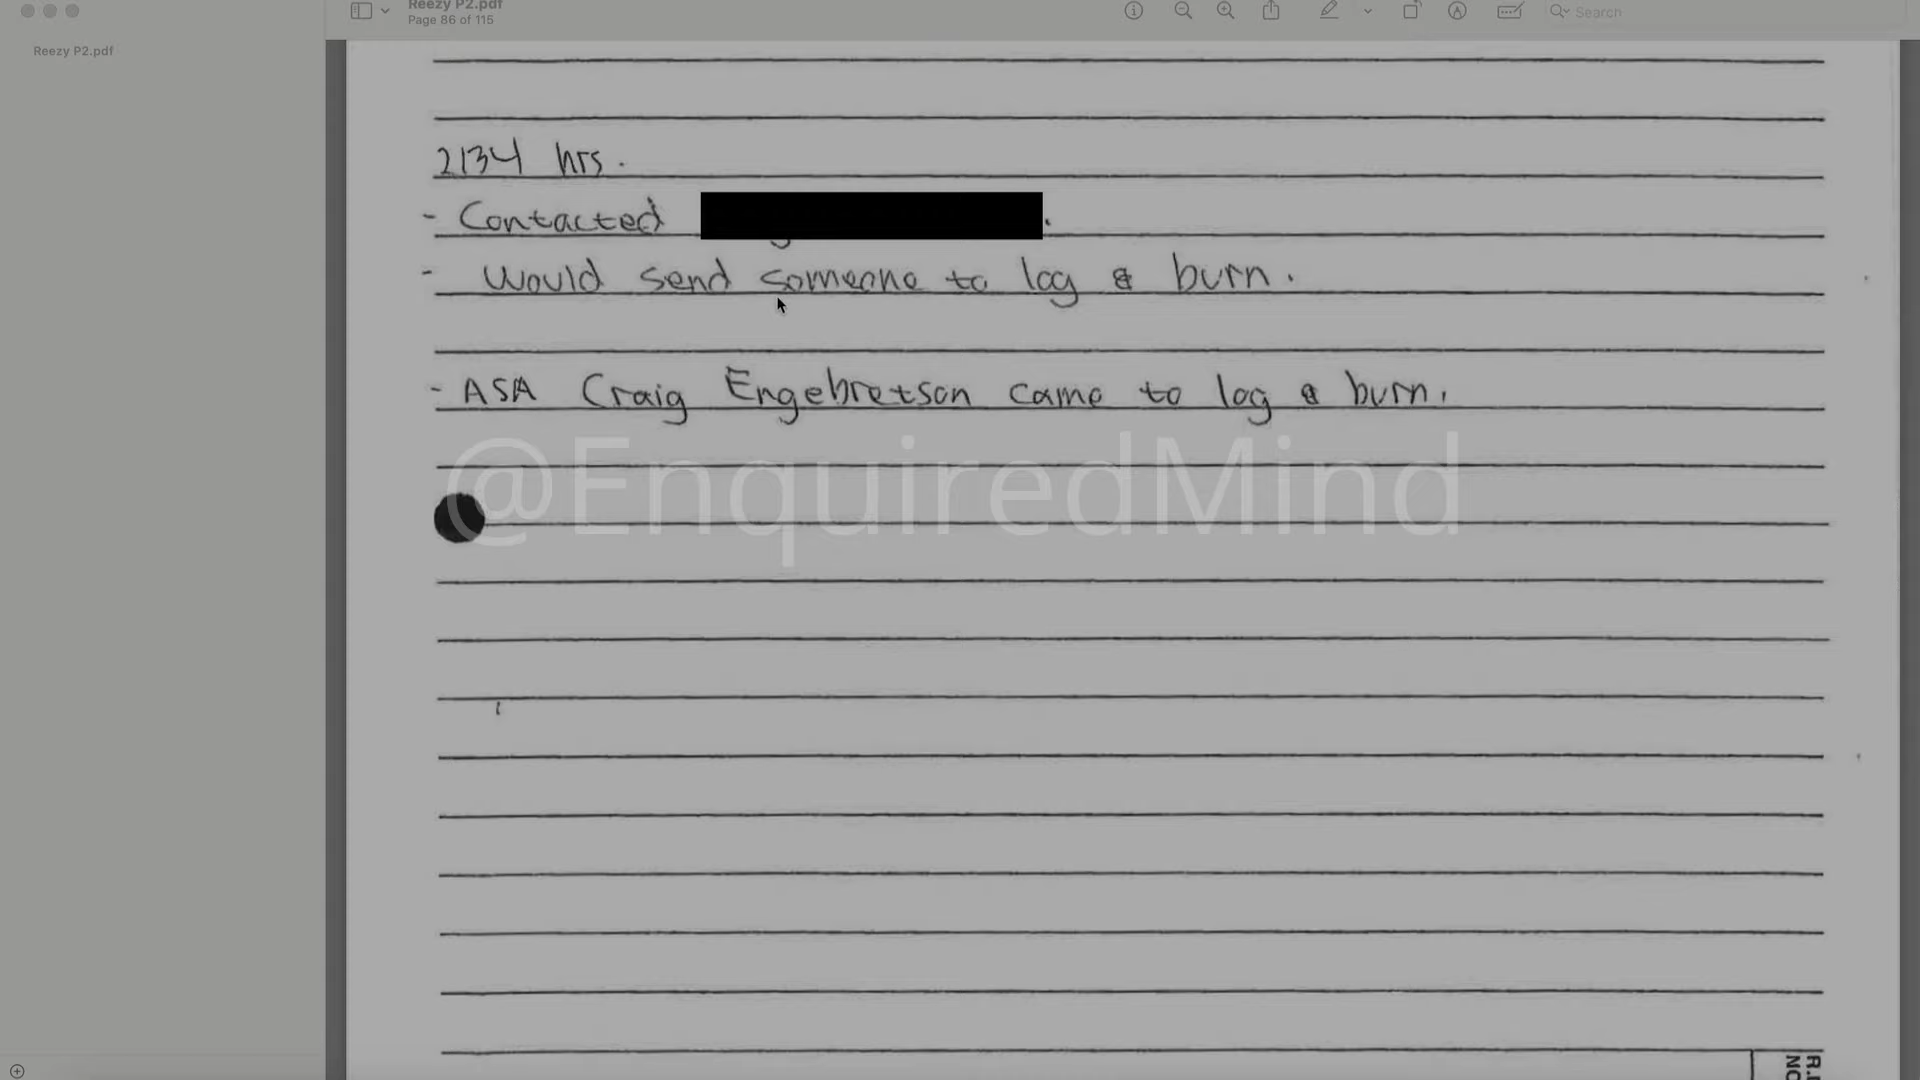 Reezy P2.pdf
Page 86 of 115
Search
Reezy P2.pdf
2134 hrs.
- Contacted .
- Would send someone to log & burn.
- ASA Craig Engebretson came to log & burn.
@EnquiredMind